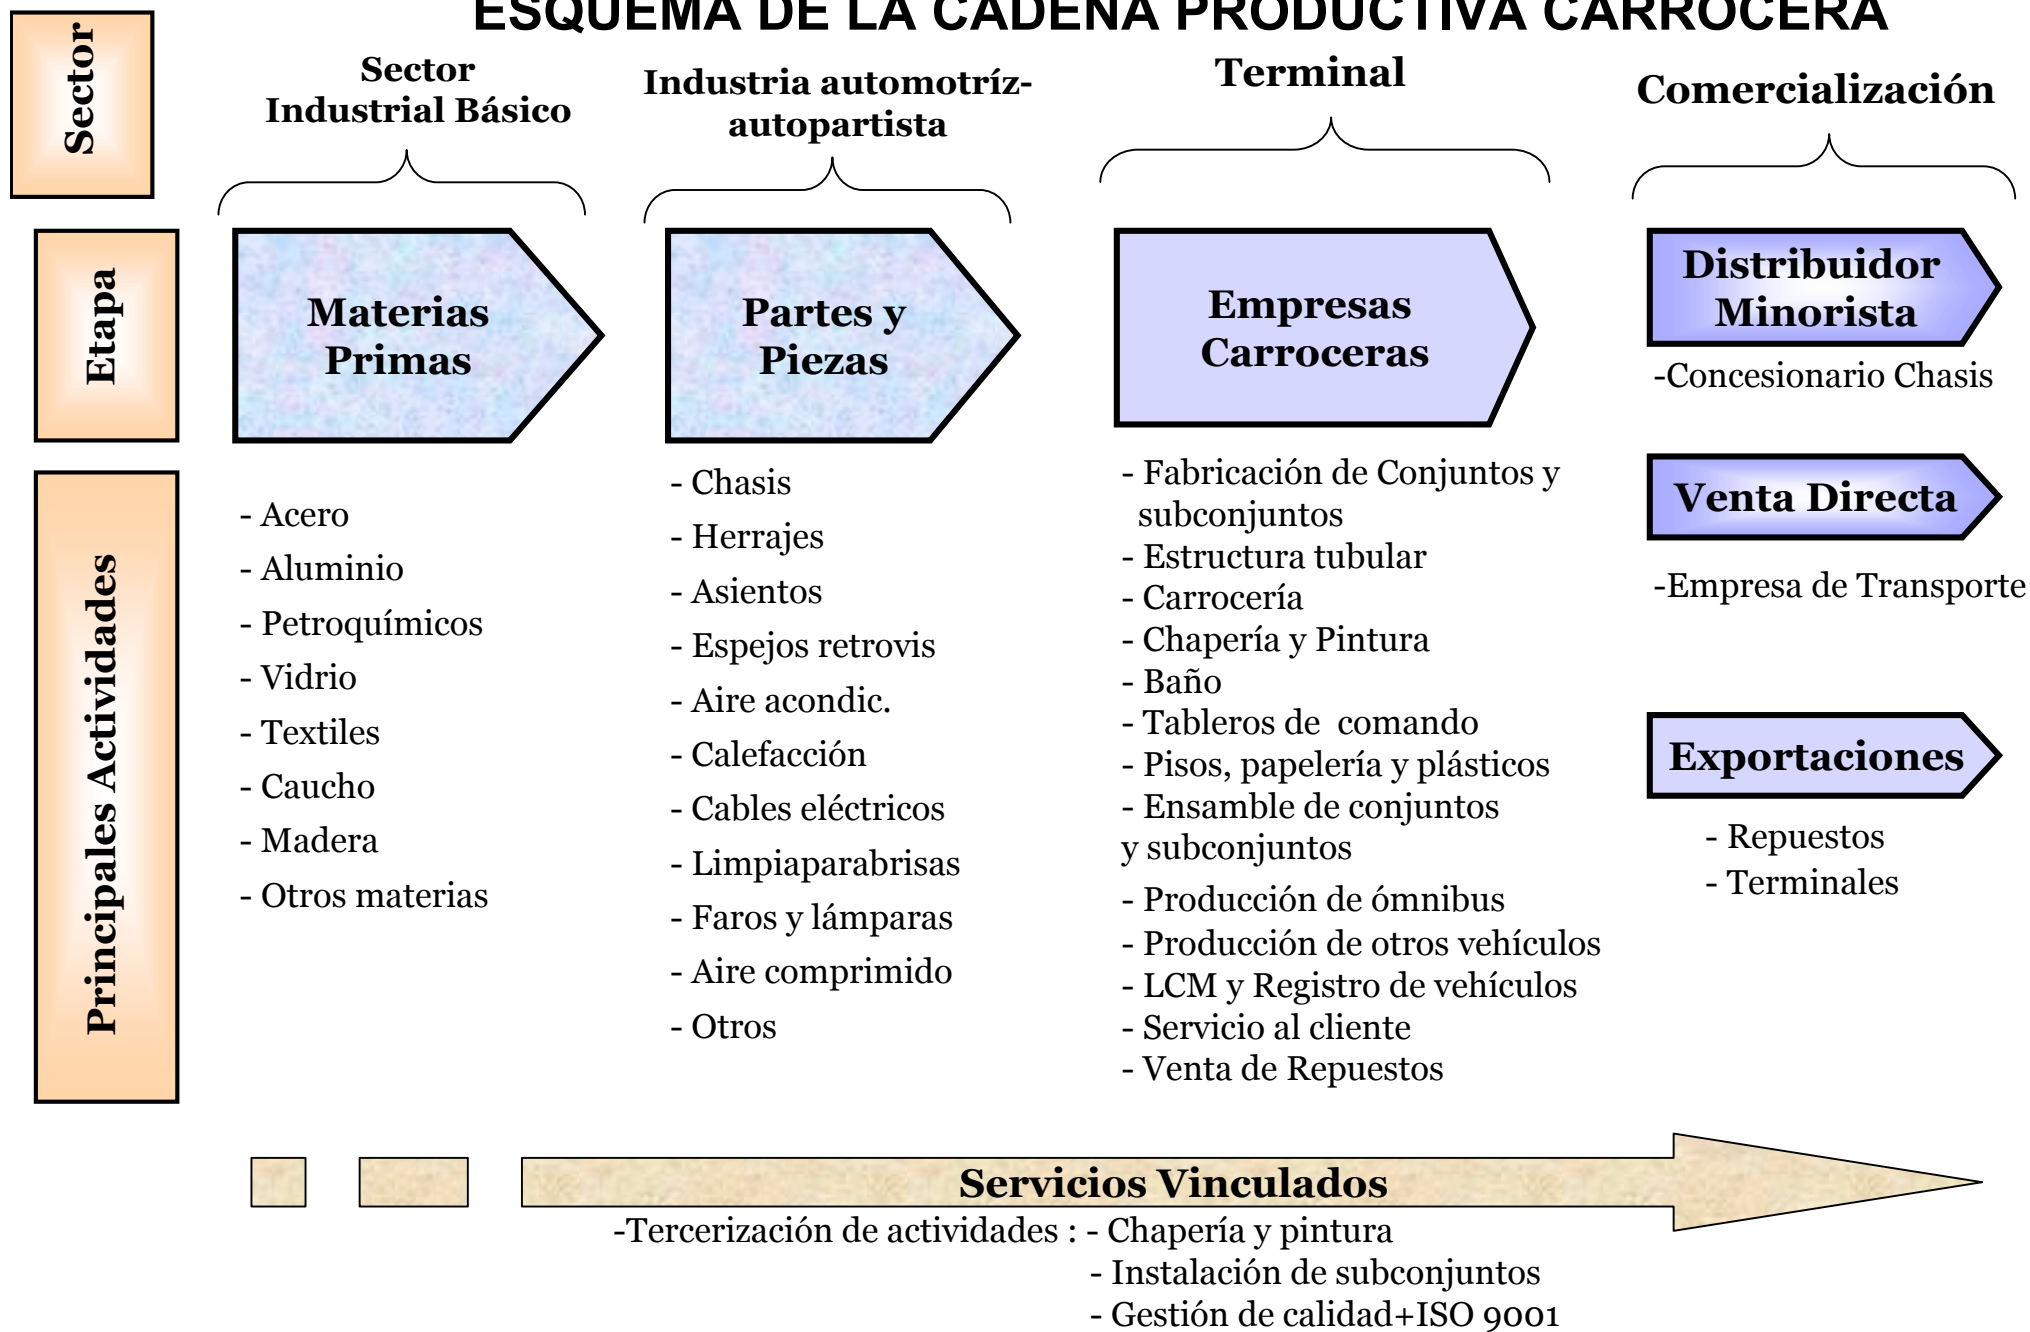 ESQUEMA DE LA CADENA PRODUCTIVA CARROCERA
Sector
Sector
Industrial Básico
Industria automotríz-
autopartista
Terminal
Comercialización
Etapa
Materias
Primas
Partes y
Piezas
Empresas
Carroceras
Distribuidor
Minorista
-Concesionario Chasis
Venta Directa
-Empresa de Transporte
Exportaciones
- Repuestos
- Terminales
Principales Actividades
- Acero
- Aluminio
- Petroquímicos
- Vidrio
- Textiles
- Caucho
- Madera
- Otros materias
- Chasis
- Herrajes
- Asientos
- Espejos retrovis
- Aire acondic.
- Calefacción
- Cables eléctricos
- Limpiaparabrisas
- Faros y lámparas
- Aire comprimido
- Otros
- Fabricación de Conjuntos y
subconjuntos
- Estructura tubular
- Carrocería
- Chapería y Pintura
- Baño
- Tableros de comando
- Pisos, papelería y plásticos
- Ensamble de conjuntos
y subconjuntos
- Producción de ómnibus
- Producción de otros vehículos
- LCM y Registro de vehículos
- Servicio al cliente
- Venta de Repuestos
Servicios Vinculados
-Tercerización de actividades : - Chapería y pintura
- Instalación de subconjuntos
- Gestión de calidad+ISO 9001